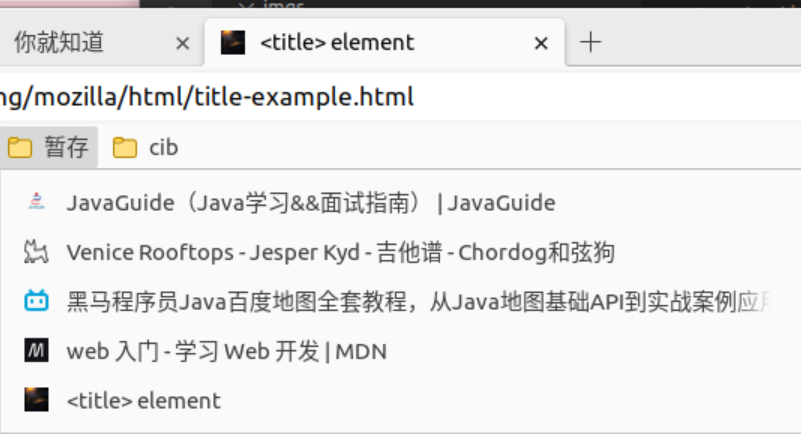 imgs
你就知道
<title> element
ng/mozilla/html/title-example.html
暂存 cib
JavaGuide（Java学习&&面试指南） | JavaGuide
Venice Rooftops - Jesper Kyd - 吉他谱 - Chordog和弦狗
黑马程序员Java百度地图全套教程，从Java地图基础API到实战案例应用
web 入门 - 学习 Web 开发 | MDN
<title> element